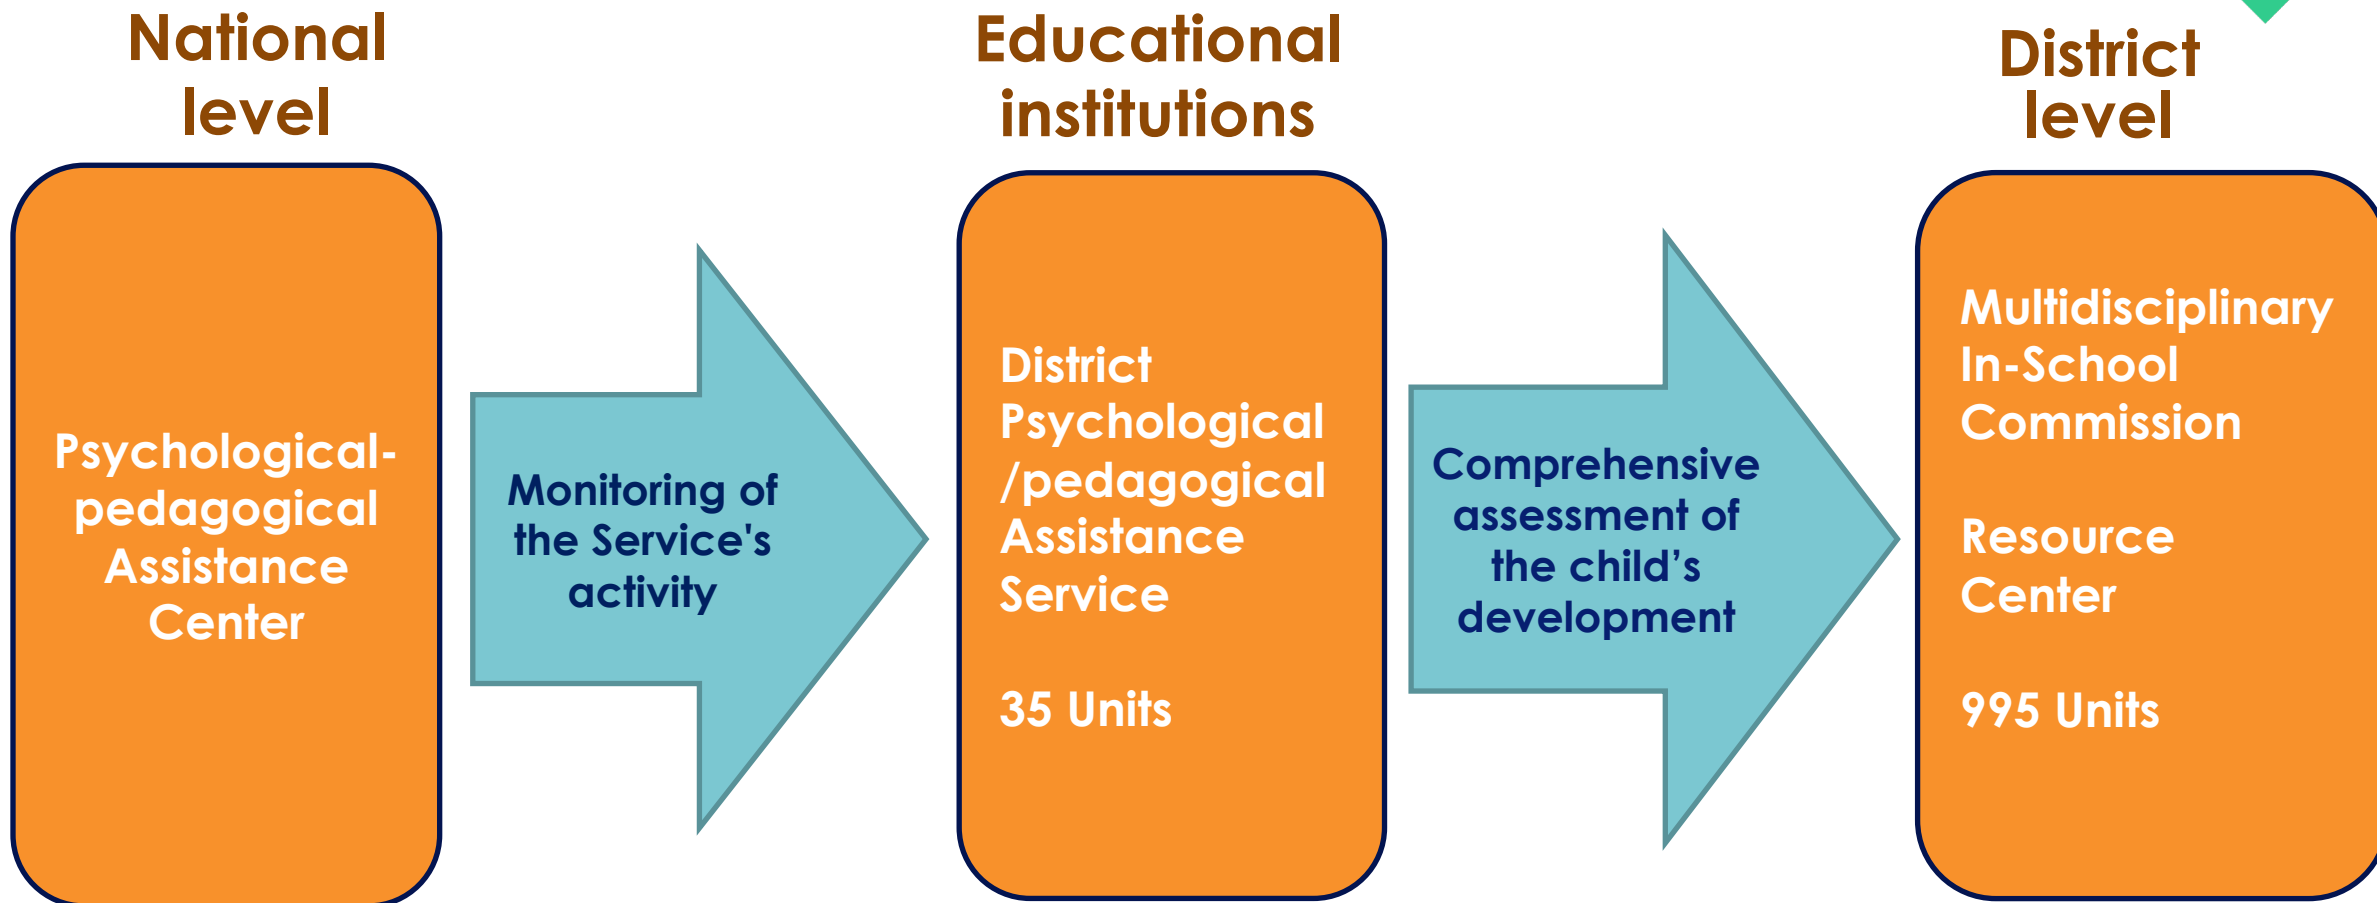 National
level
Psychological-
pedagogical
Assistance
Center
Monitoring of
the Service's
activity
Educational
institutions
District
Psychological
/pedagogical
Assistance
Service
35 Units
Comprehensive
assessment of
the child’s
development
District
level
Multidisciplinary
In-School
Commission
Resource
Center
995 Units